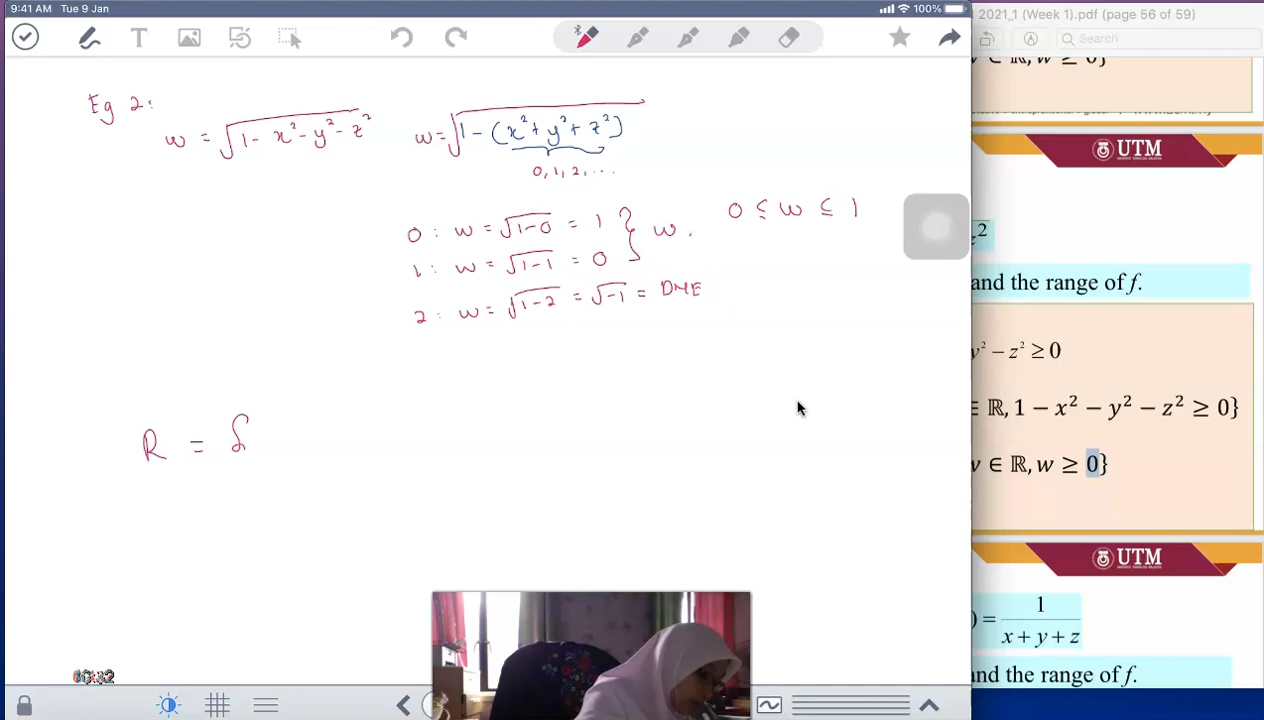 9:41 AM Tue 9 Jan
100%
2021_1 (Week 1).pdf (page 56 of 59)
Search
T
Eg 2:
w = √1 - x² - y² - z²
w = √1 - (x² + y² + z²)
0, 1, 2, ...
0 : w = √1-0 = 1
1 : w = √1-1 = 0
} w.
0 ≤ w ≤ 1
2 : w = √1-2 = √-1 = DNE
R = {
∈ ℝ, w ≥ 0}
UTM
z²
and the range of f.
- z² ≥ 0
∈ ℝ, 1 − x² − y² − z² ≥ 0}
∈ ℝ, w ≥ 0}
UTM
) = 1
x + y + z
and the range of f.